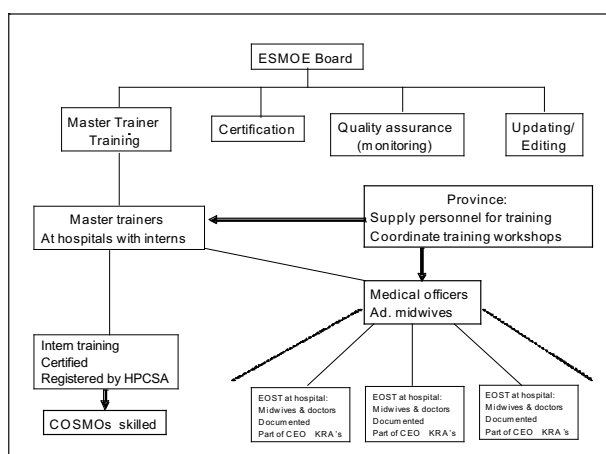 ESMOE Board
Master Trainer
Training
Certification
Quality assurance
(monitoring)
Updating/
Editing
Master trainers
At hospitals with interns
Province:
Supply personnel for training
Coordinate training workshops
Medical officers
Ad. midwives
Intern training
Certified
Registered by HPCSA
COSMOs skilled
EOST at hospital:
Midwives & doctors
Documented
Part of CEO KRA's
EOST at hospital:
Midwives & doctors
Documented
Part of CEO KRA's
EOST at hospital:
Midwives & doctors
Documented
Part of CEO KRA's